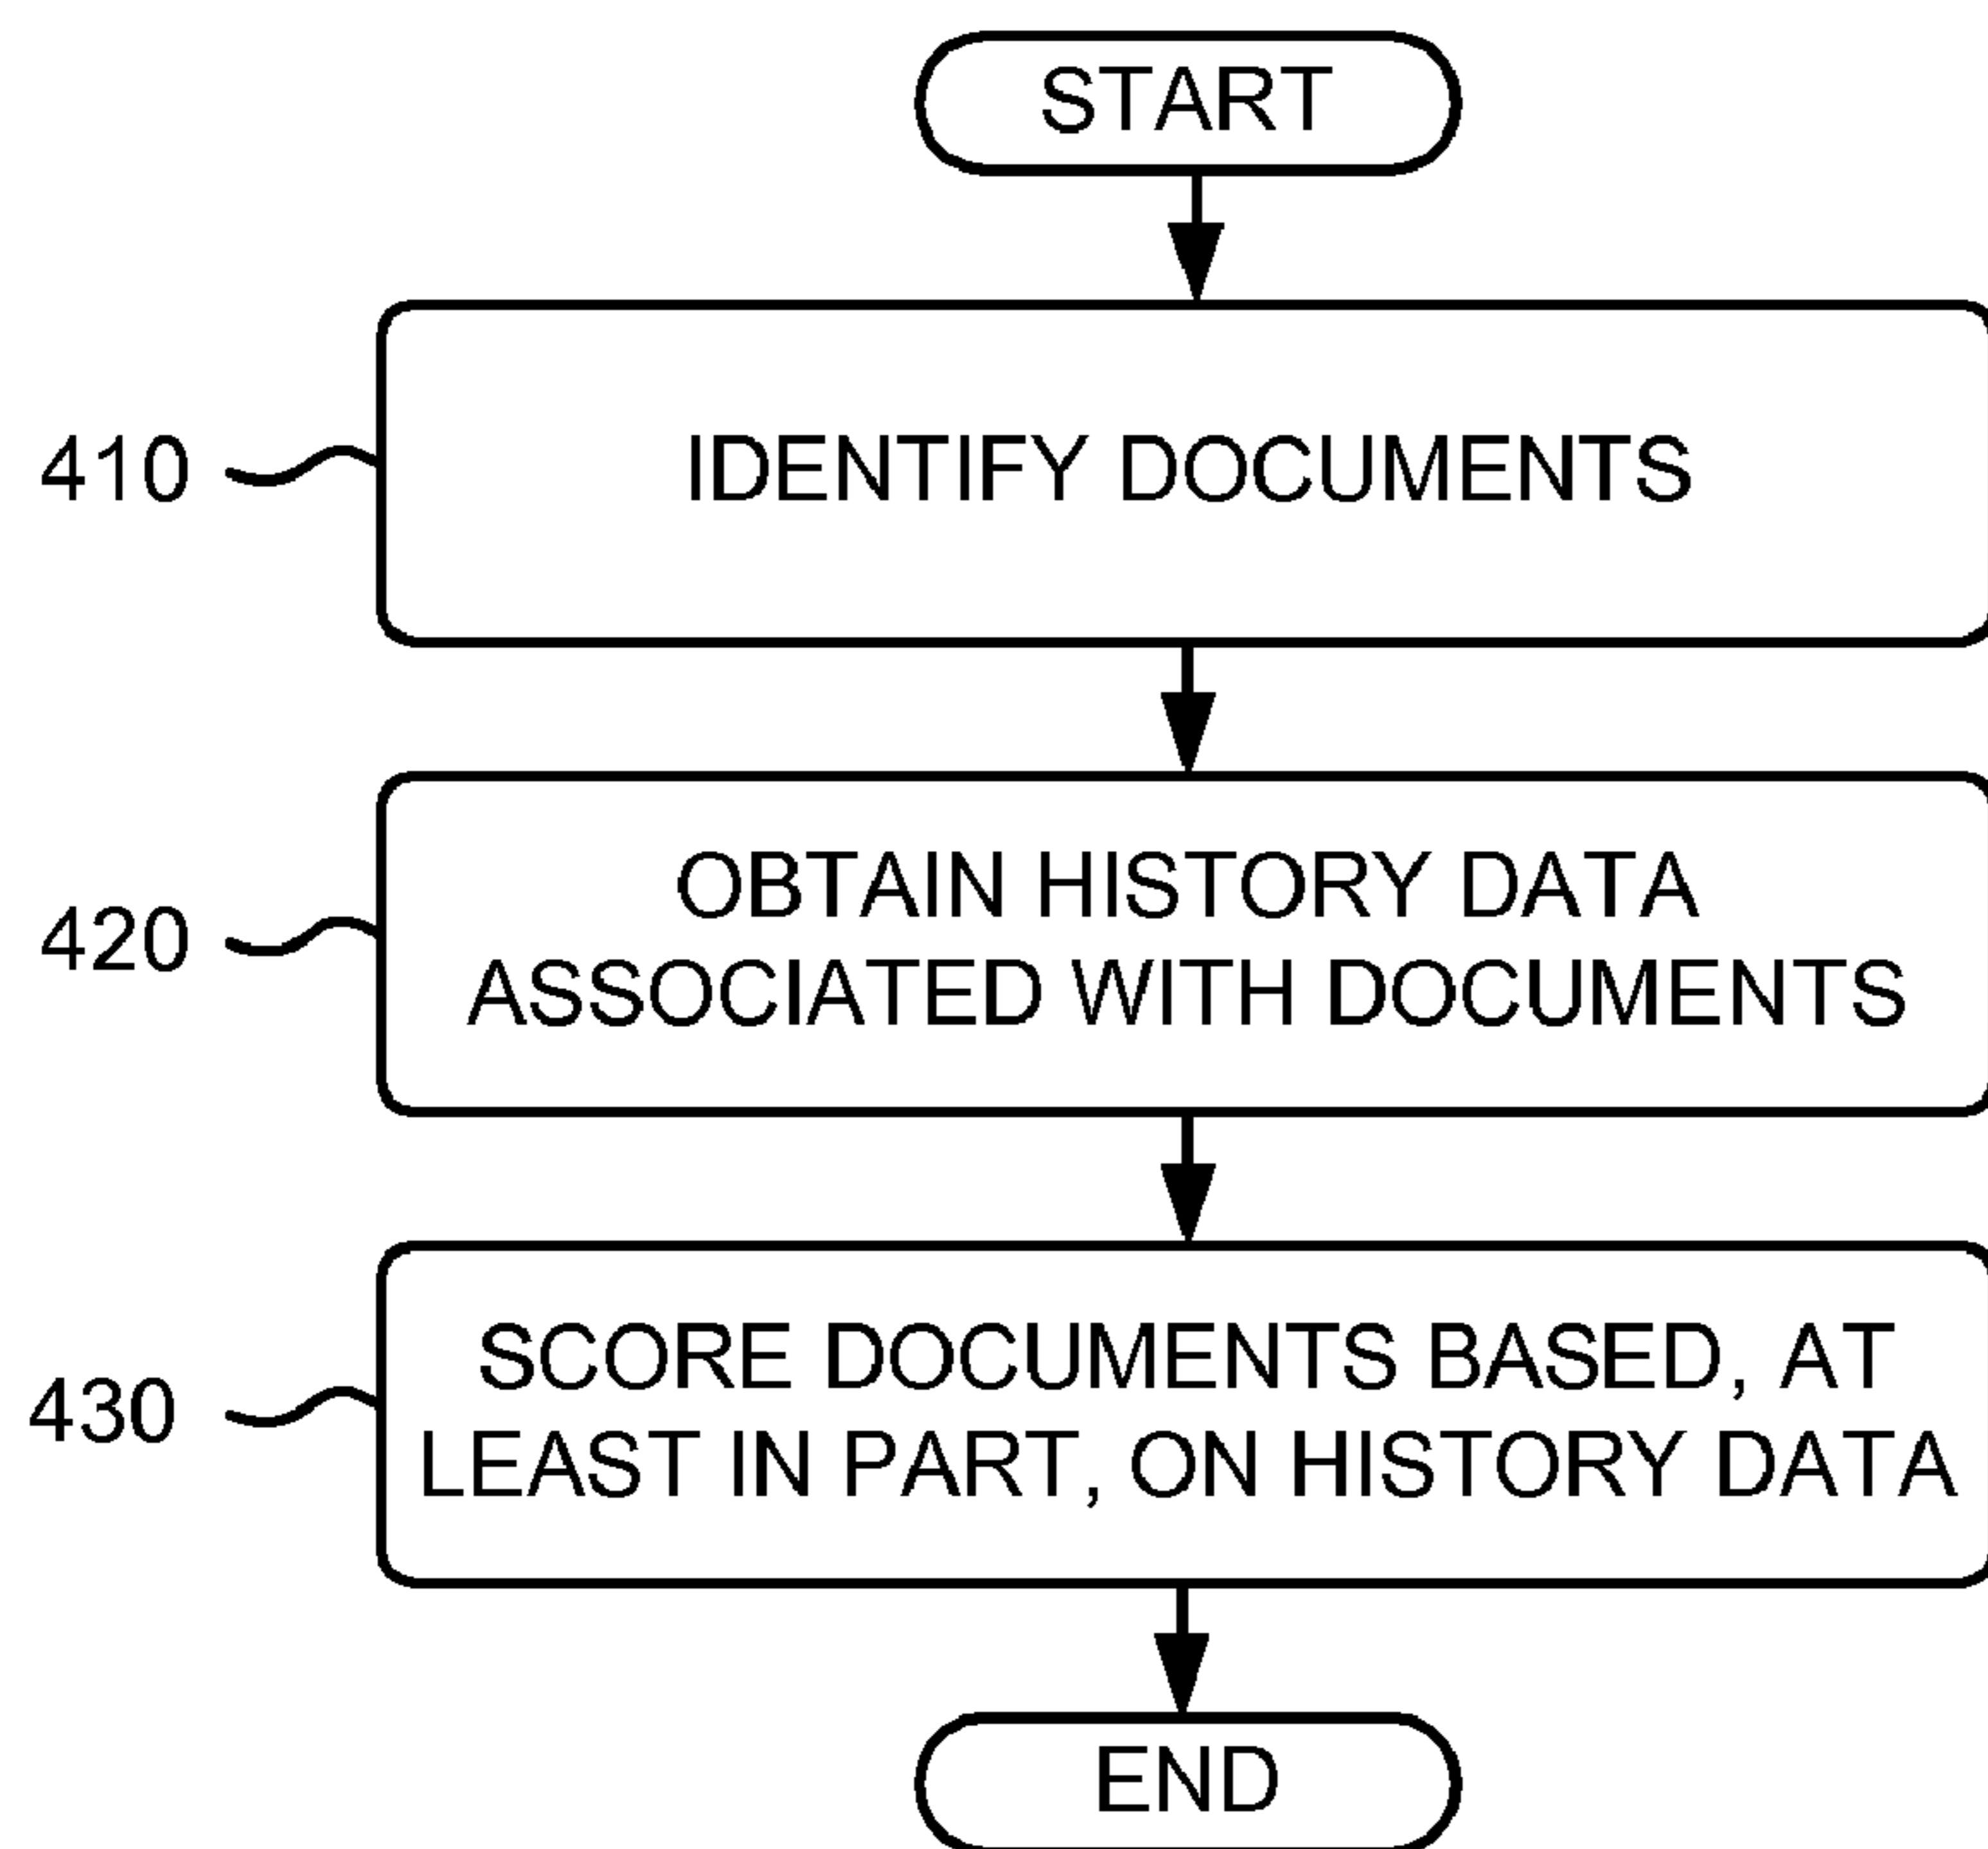 START
410
IDENTIFY DOCUMENTS
420
OBTAIN HISTORY DATA
ASSOCIATED WITH DOCUMENTS
430
SCORE DOCUMENTS BASED, AT
LEAST IN PART, ON HISTORY DATA
END